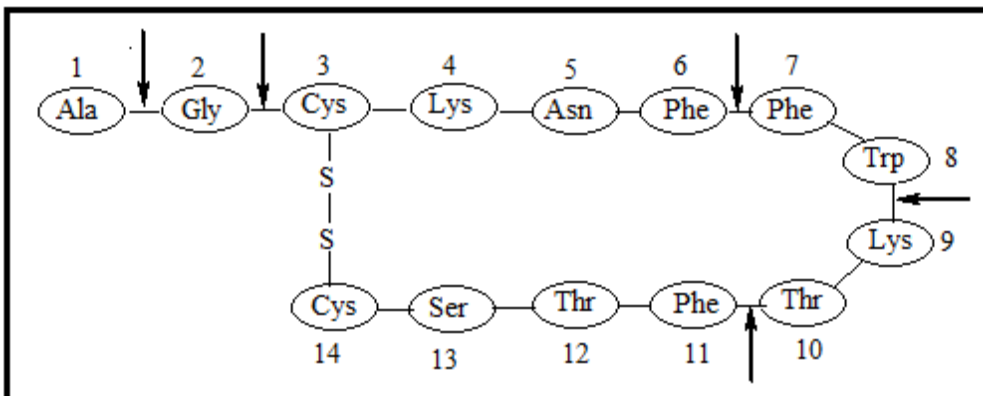 1 2 3 4 5 6 7
Ala Gly Cys Lys Asn Phe Phe
Trp 8
S
S
Lys 9
Cys Ser Thr Phe Thr
14 13 12 11 10